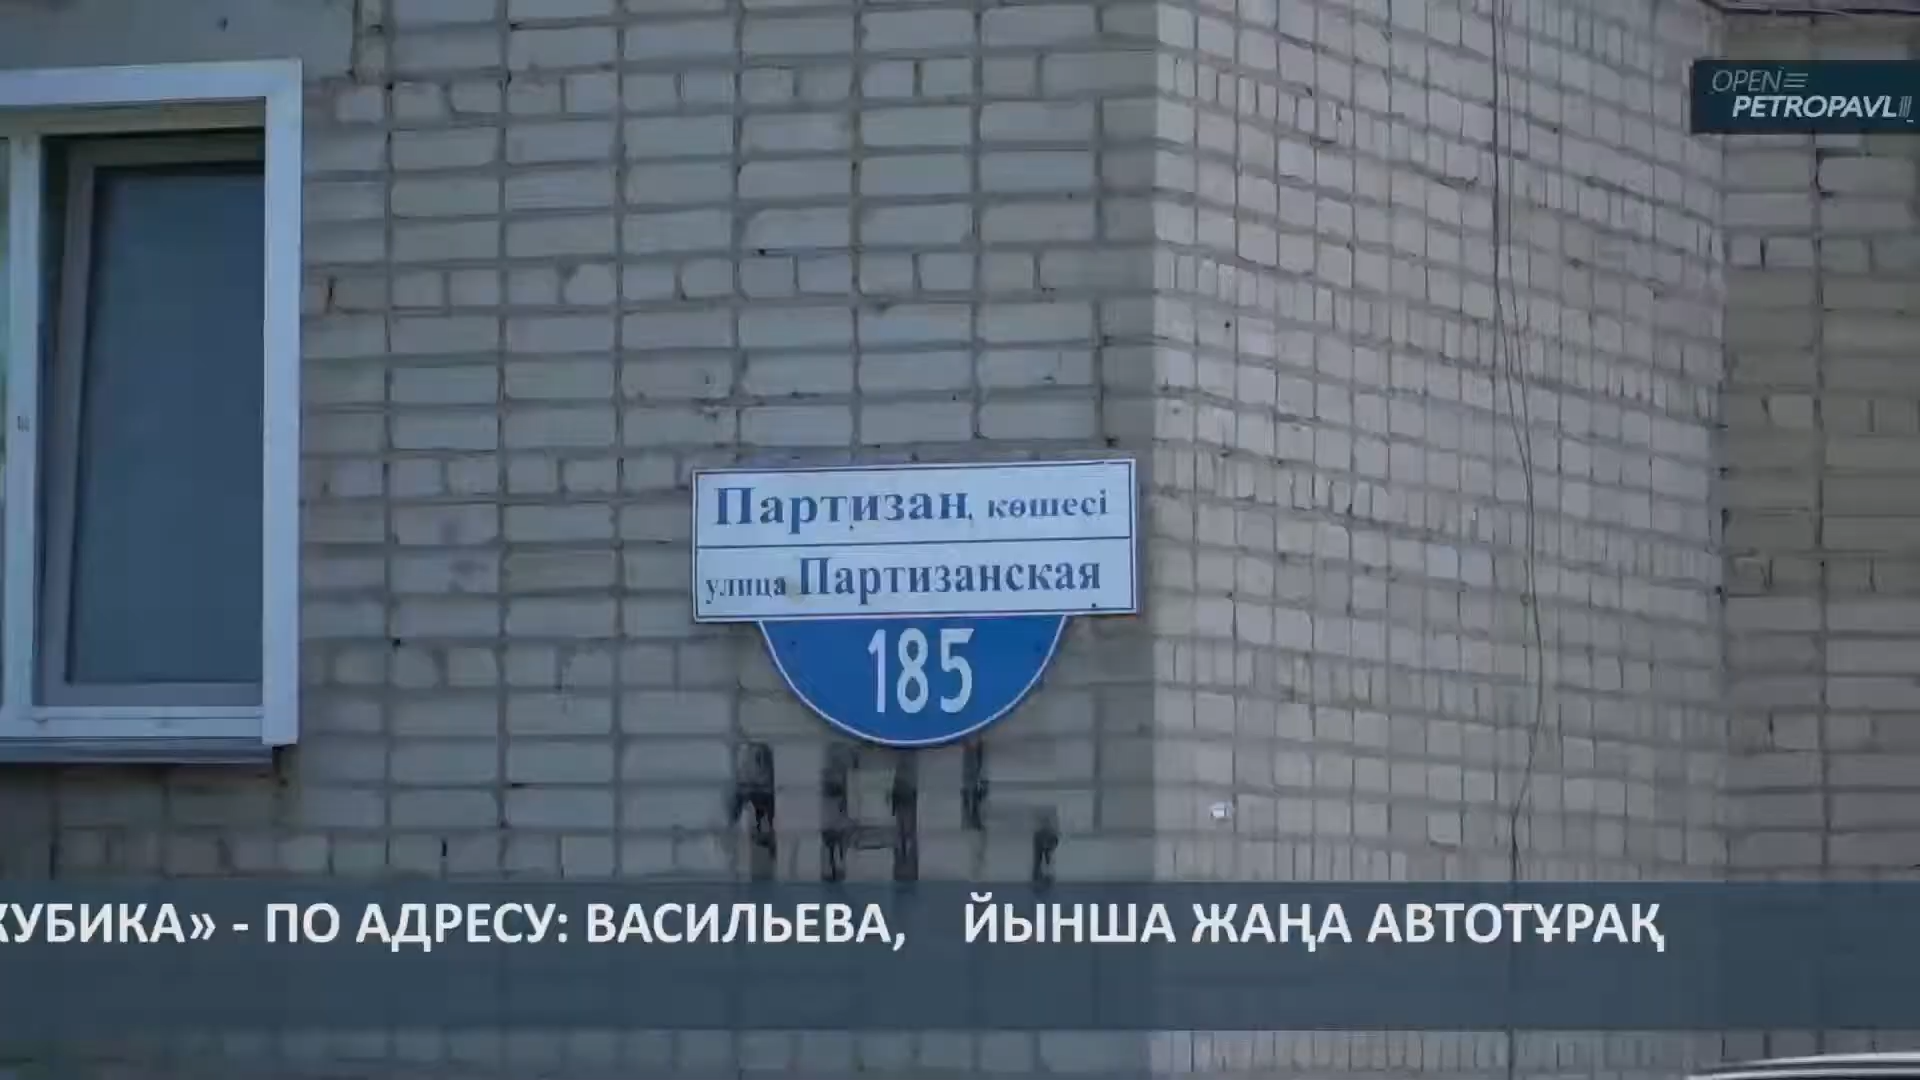 OPEN
PETROPAVL
Партизан көшесі
улица Партизанская
185
КУБИКА» - ПО АДРЕСУ: ВАСИЛЬЕВА, ЙЫНША ЖАҢА АВТОТҰРАҚ